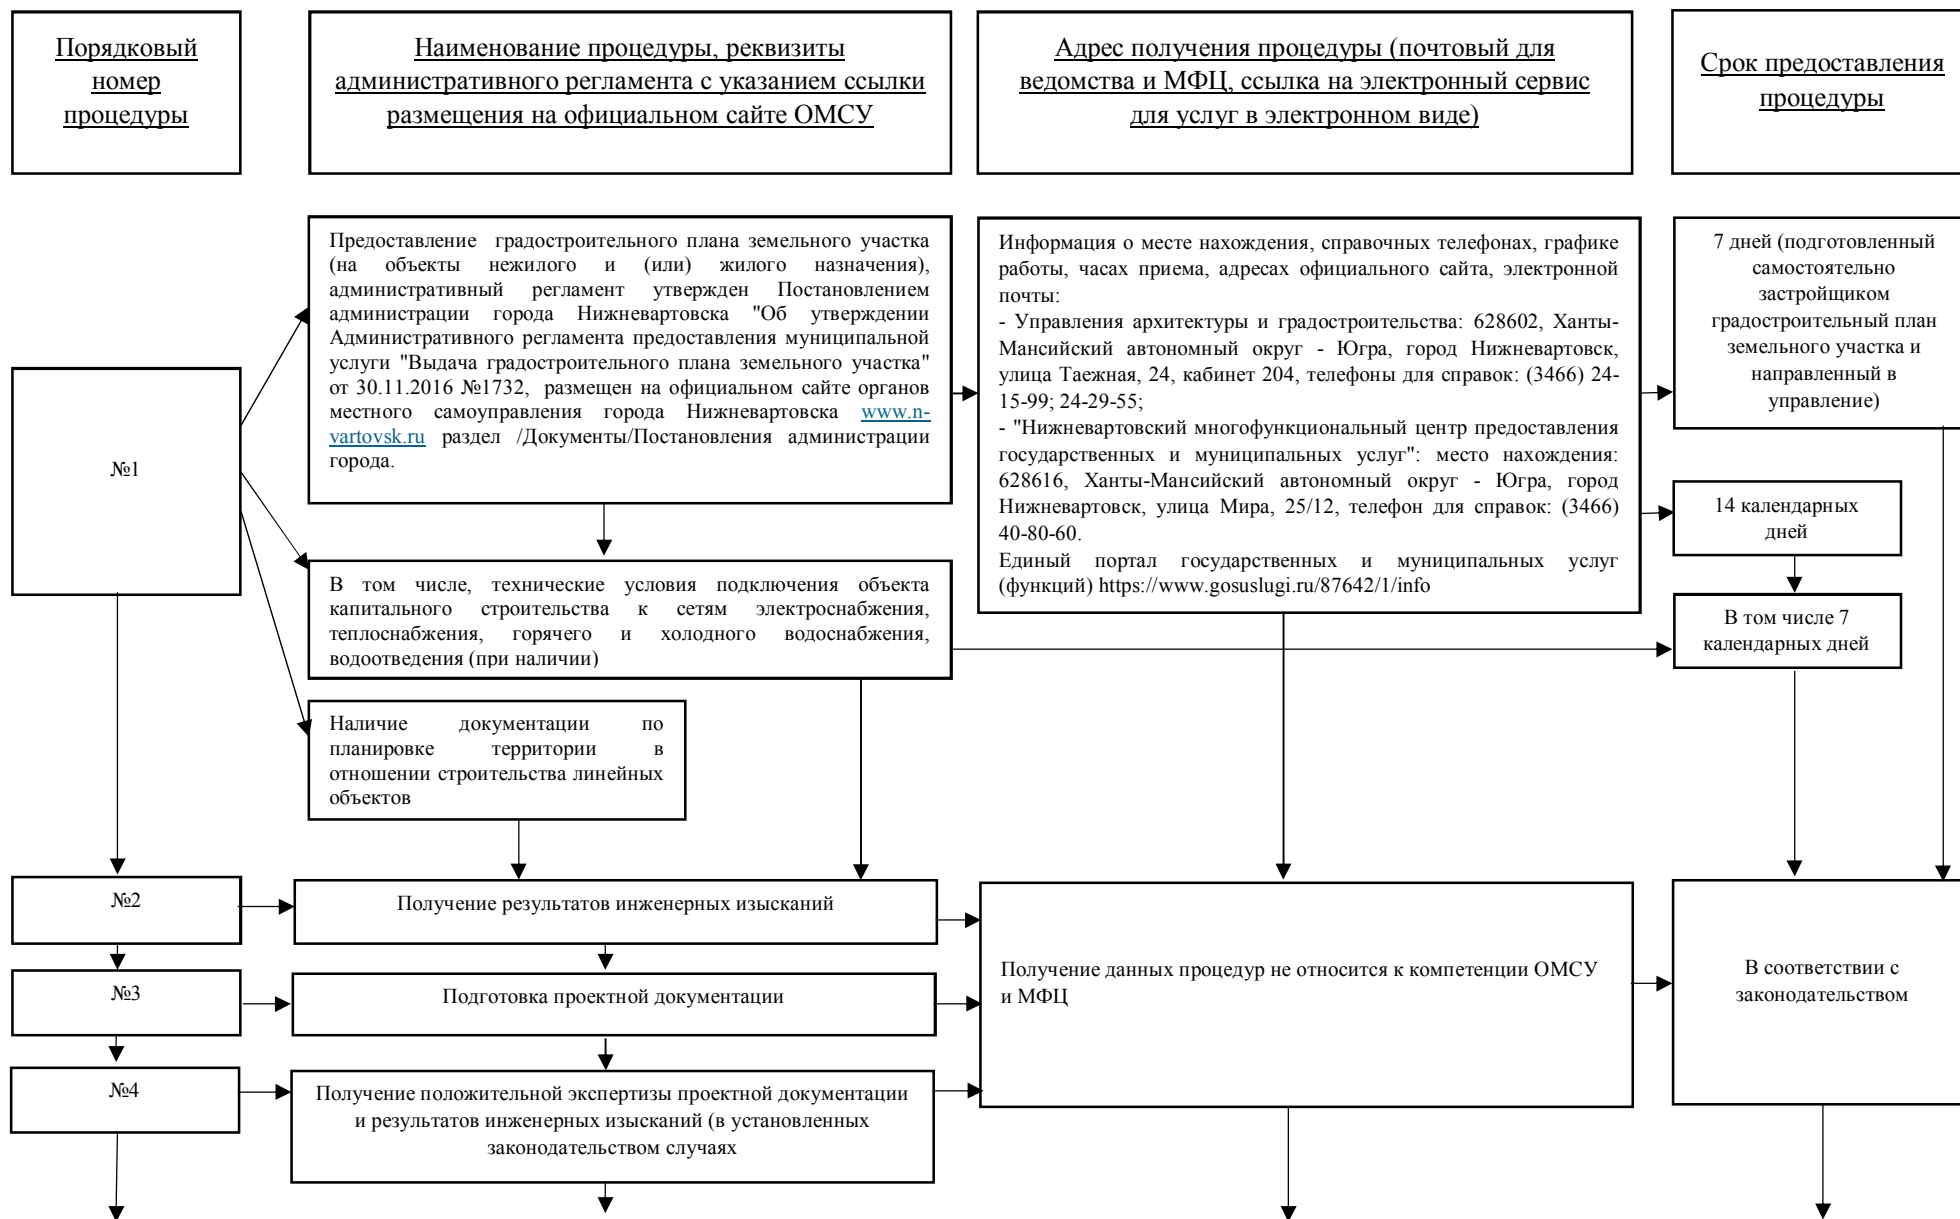 Порядковый
номер
процедуры
Наименование процедуры, реквизиты
административного регламента с указанием ссылки
размещения на официальном сайте ОМСУ
Адрес получения процедуры (почтовый для
ведомства и МФЦ, ссылка на электронный сервис
для услуг в электронном виде)
Срок предоставления
процедуры
№1
Предоставление градостроительного плана земельного участка
(на объекты нежилого и (или) жилого назначения),
административный регламент утвержден Постановлением
администрации города Нижневартовска "Об утверждении
Административного регламента предоставления муниципальной
услуги "Выдача градостроительного плана земельного участка"
от 30.11.2016 №1732, размещен на официальном сайте органов
местного самоуправления города Нижневартовска www.n-
vartovsk.ru раздел /Документы/Постановления администрации
города.
Информация о месте нахождения, справочных телефонах, графике
работы, часах приема, адресах официального сайта, электронной
почты:
- Управления архитектуры и градостроительства: 628602, Ханты-
Мансийский автономный округ - Югра, город Нижневартовск,
улица Таежная, 24, кабинет 204, телефоны для справок: (3466) 24-
15-99; 24-29-55;
- "Нижневартовский многофункциональный центр предоставления
государственных и муниципальных услуг": место нахождения:
628616, Ханты-Мансийский автономный округ - Югра, город
Нижневартовск, улица Мира, 25/12, телефон для справок: (3466)
40-80-60.
Единый портал государственных и муниципальных услуг
(функций) https://www.gosuslugi.ru/87642/1/info
7 дней (подготовленный
самостоятельно
застройщиком
градостроительный план
земельного участка и
направленный в
управление)
14 календарных
дней
В том числе, технические условия подключения объекта
капитального строительства к сетям электроснабжения,
теплоснабжения, горячего и холодного водоснабжения,
водоотведения (при наличии)
В том числе 7
календарных дней
Наличие документации по
планировке территории в
отношении строительства линейных
объектов
№2
Получение результатов инженерных изысканий
№3
Подготовка проектной документации
Получение данных процедур не относится к компетенции ОМСУ
и МФЦ
В соответствии с
законодательством
№4
Получение положительной экспертизы проектной документации
и результатов инженерных изысканий (в установленных
законодательством случаях